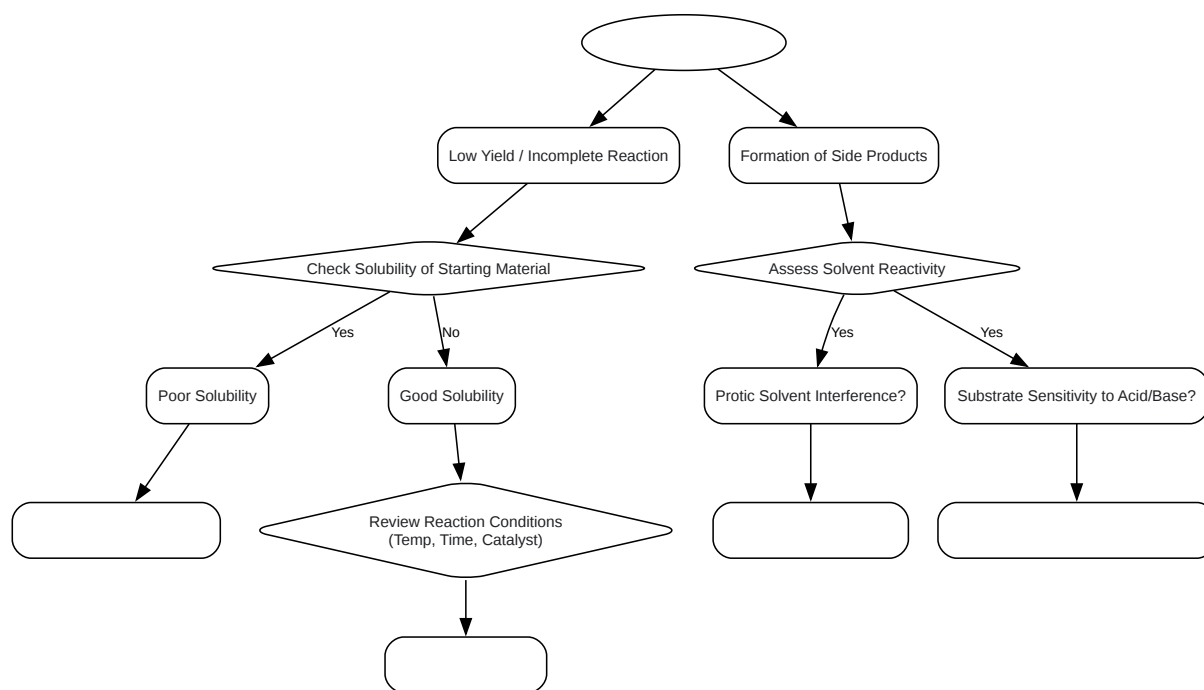 Low Yield / Incomplete Reaction
Formation of Side Products
Check Solubility of Starting Material
Assess Solvent Reactivity
Yes
No
Yes
Yes
Poor Solubility
Good Solubility
Protic Solvent Interference?
Substrate Sensitivity to Acid/Base?
Review Reaction Conditions
(Temp, Time, Catalyst)